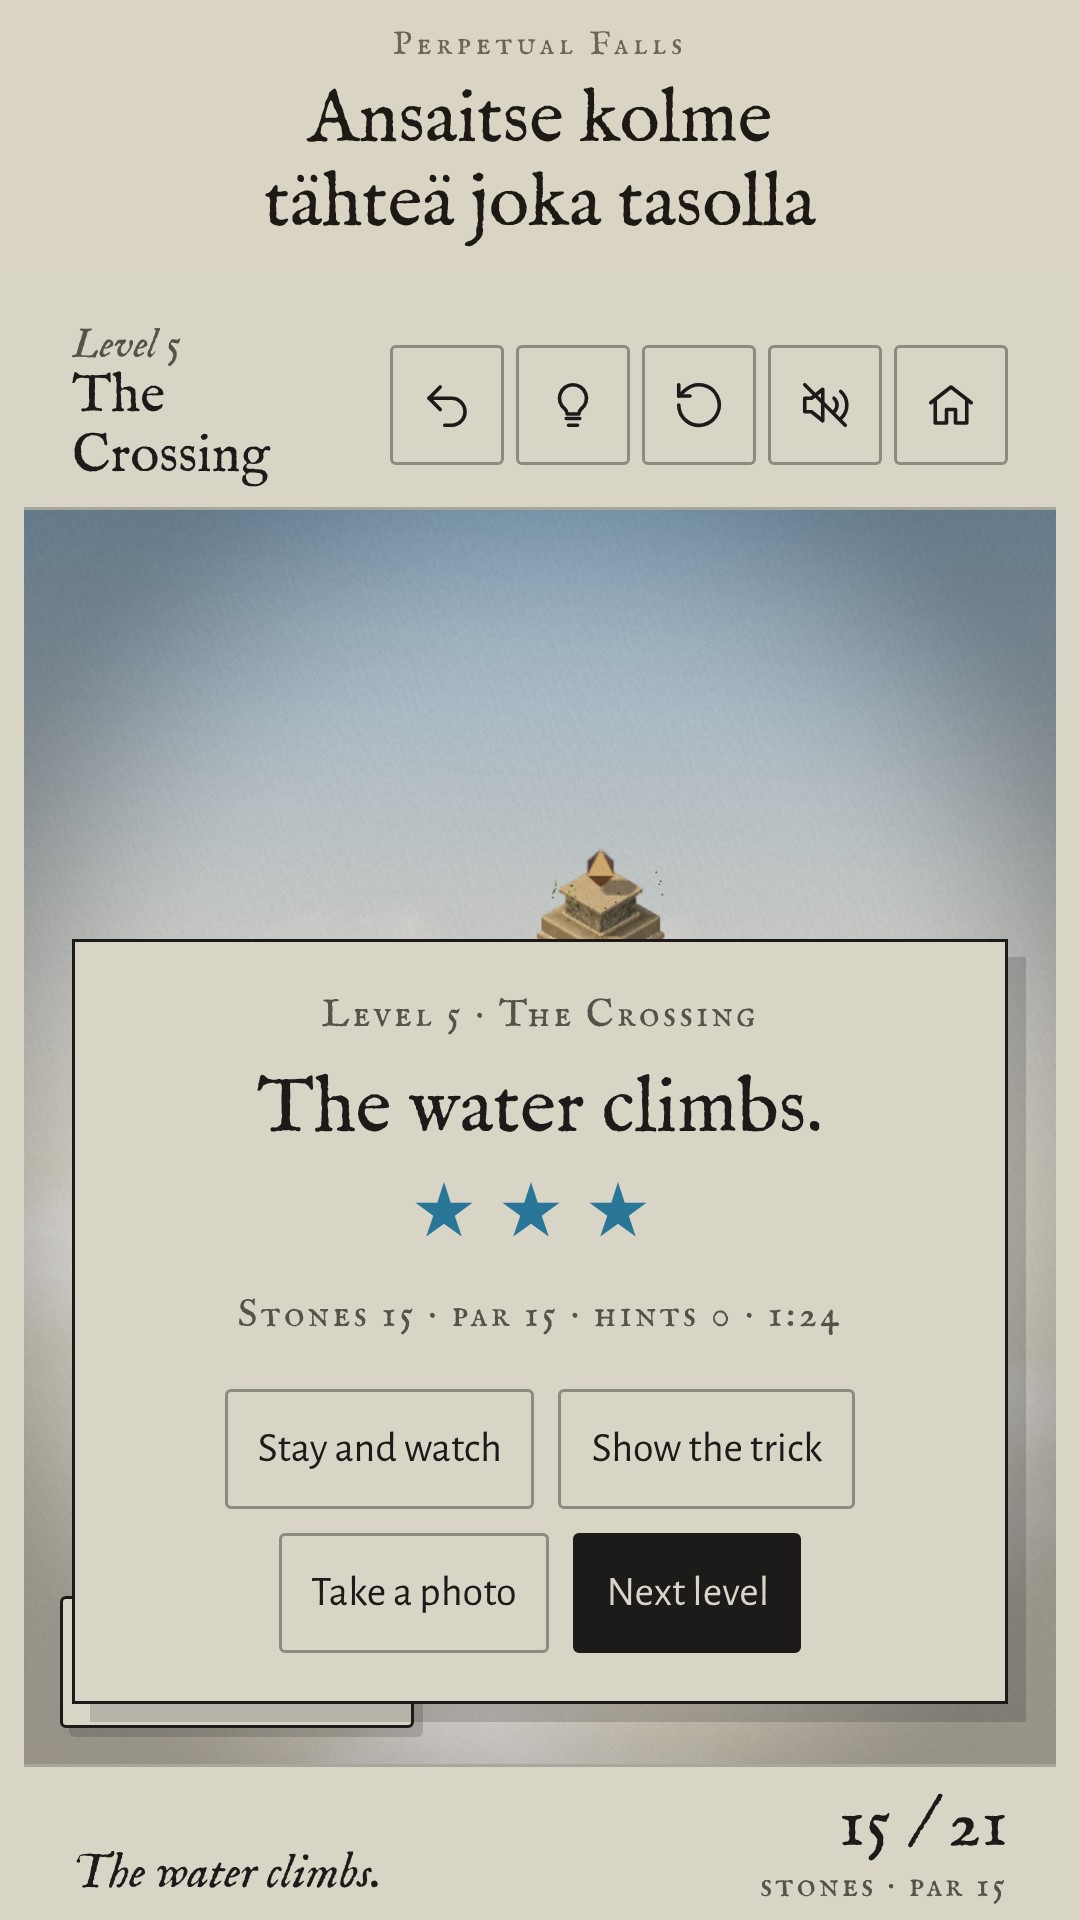 Perpetual Falls
Ansaitse kolme
tähteä joka tasolla
Level 5
The
Crossing
Level 5 · The Crossing
The water climbs.
★ ★ ★
Stones 15 · par 15 · hints 0 · 1:24
Stay and watch
Show the trick
Take a photo
Next level
The water climbs.
15 / 21
stones · par 15